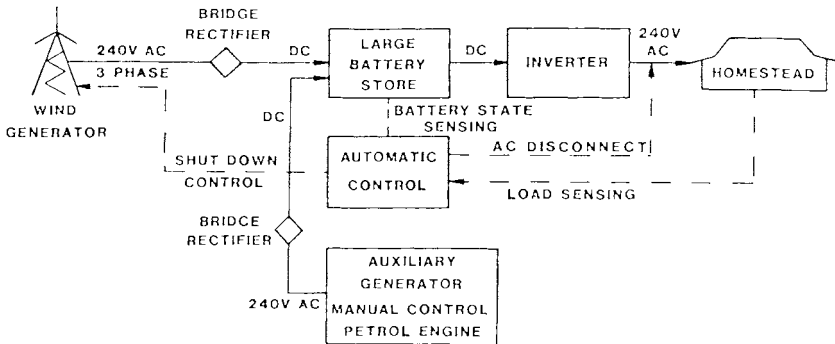 BRIDGE
RECTIFIER
240V AC
3 PHASE
DC
LARGE
BATTERY
STORE
DC
INVERTER
240V
AC
HOMESTEAD
WIND
GENERATOR
DC
BATTERY STATE
SENSING
SHUT DOWN
CONTROL
AUTOMATIC
CONTROL
AC DISCONNECT
LOAD SENSING
BRIDGE
RECTIFIER
240V AC
AUXILIARY
GENERATOR
MANUAL CONTROL
PETROL ENGINE